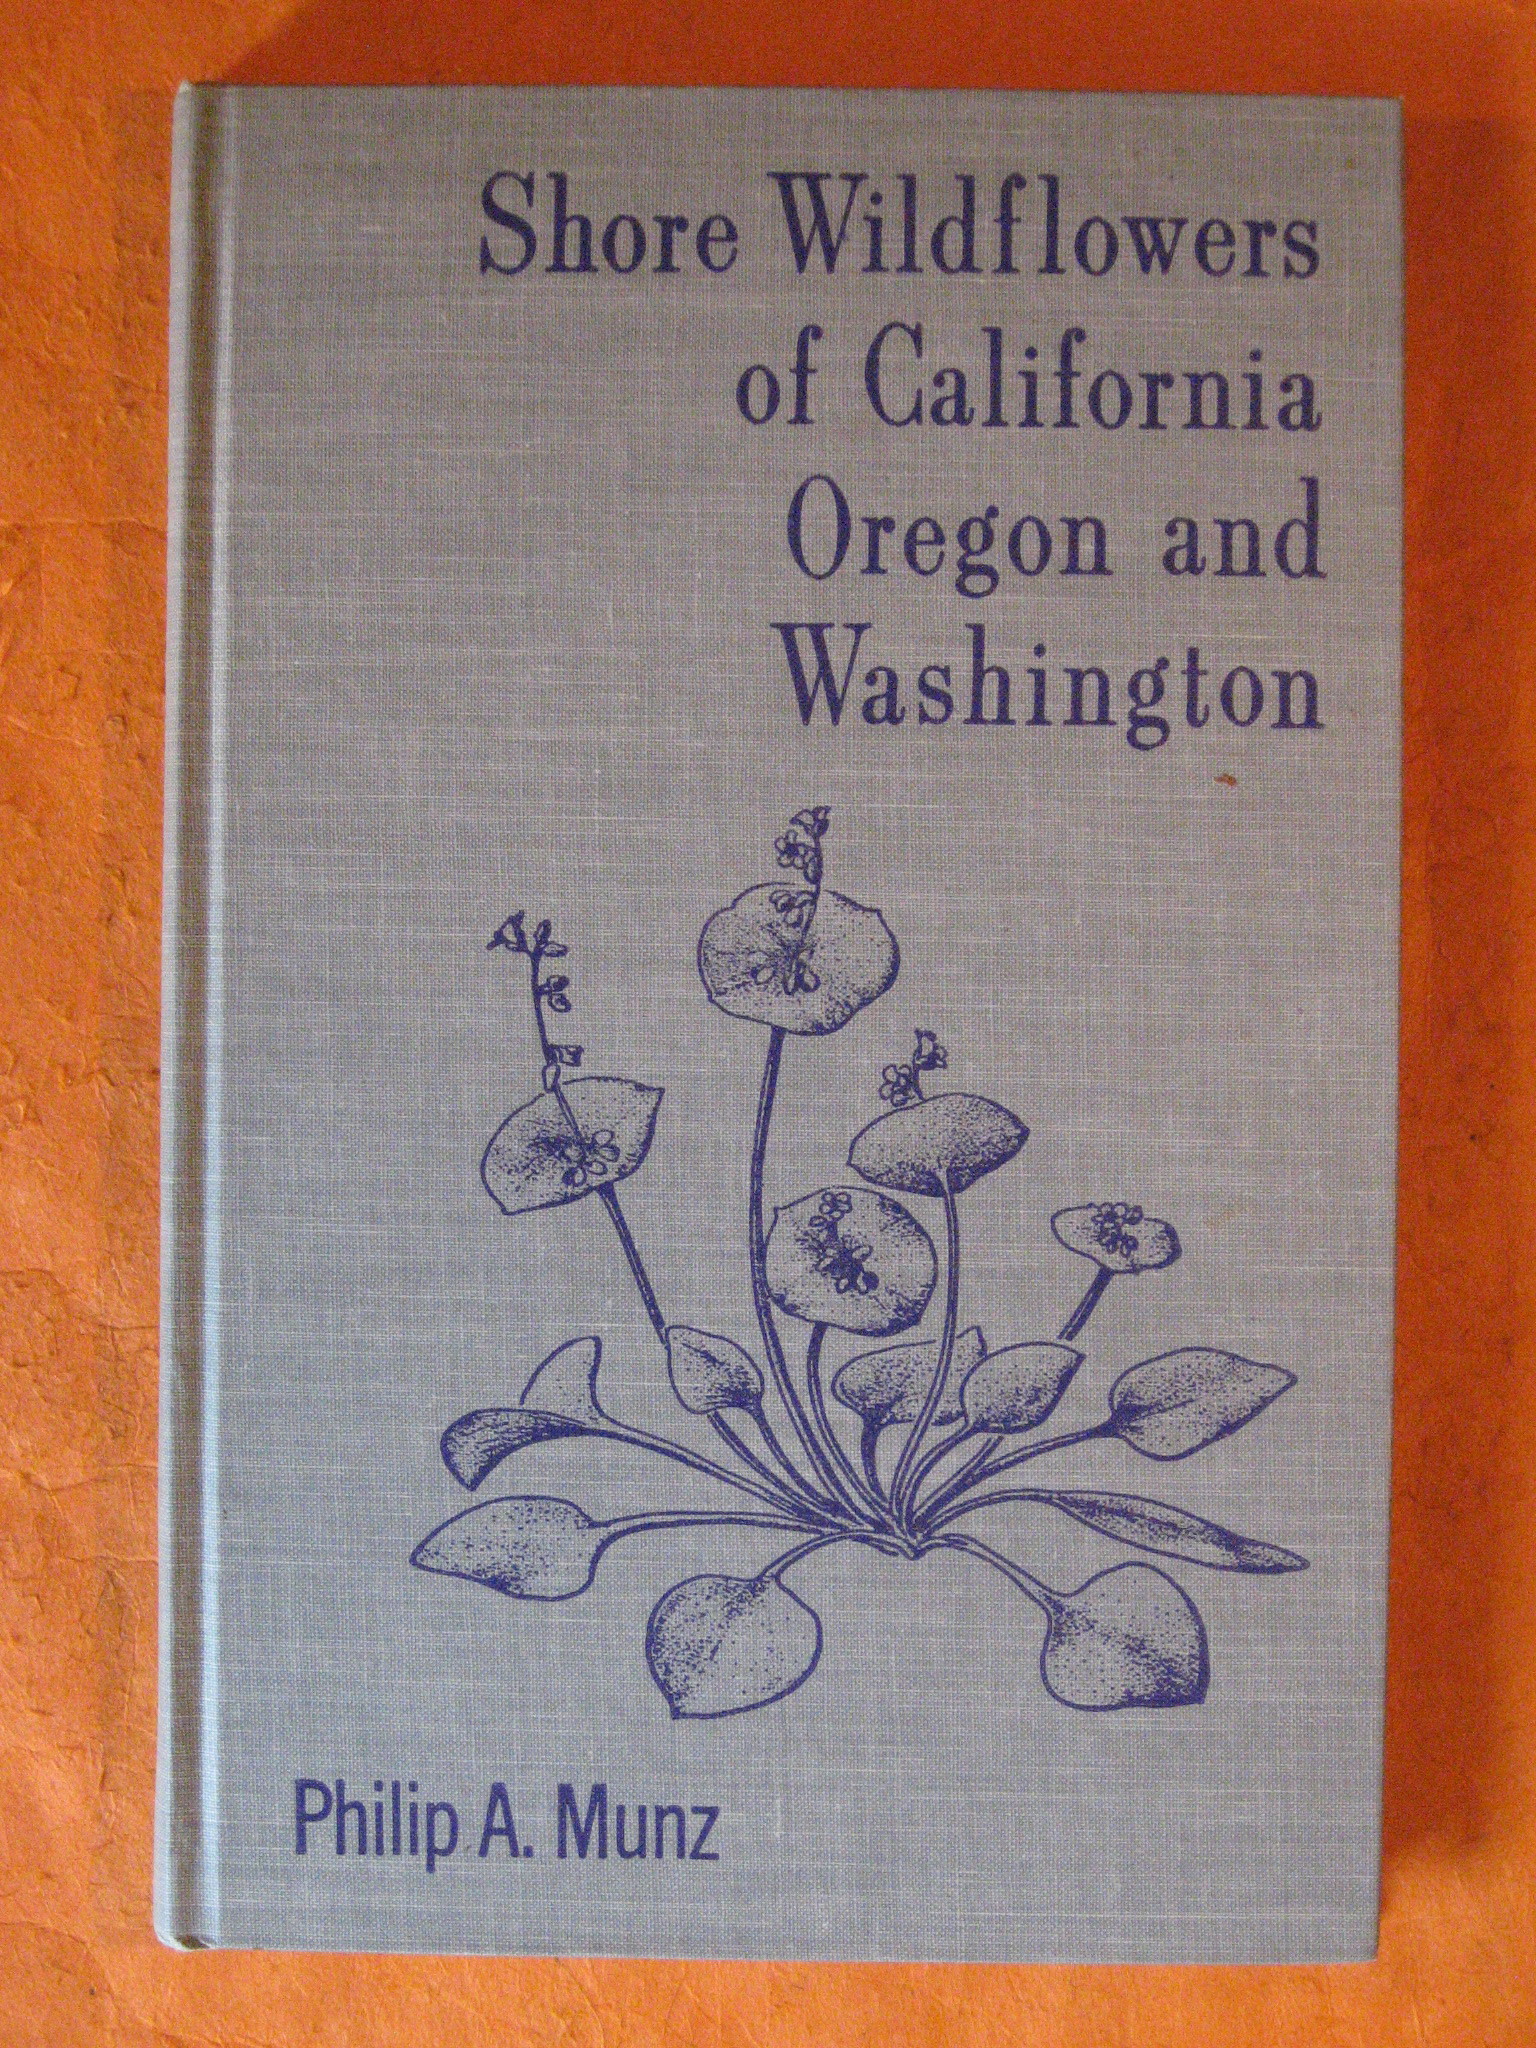 Shore Wildflowers
of California
Oregon and
Washington
Philip A. Munz